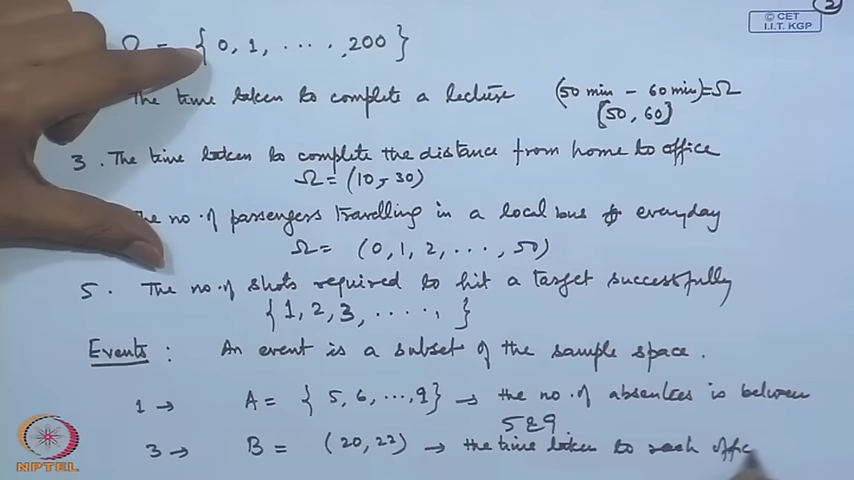 2
© CET
I.I.T. KGP
Ω = { 0, 1, ...., 200 }
The time taken to complete a lecture (50 min - 60 min) = Ω
[50, 60]
3. The time taken to complete the distance from home to office
Ω = (10, 30)
The no. of passengers travelling in a local bus everyday
Ω = (0, 1, 2, ...., 50)
5. The no. of shots required to hit a target successfully
{ 1, 2, 3, ....., }
Events : An event is a subset of the sample space.
1 → A = { 5, 6, ..., 9 } → the no. of absentees is between
5 & 9.
3 → B = (20, 22) → the time taken to reach offic
NPTEL